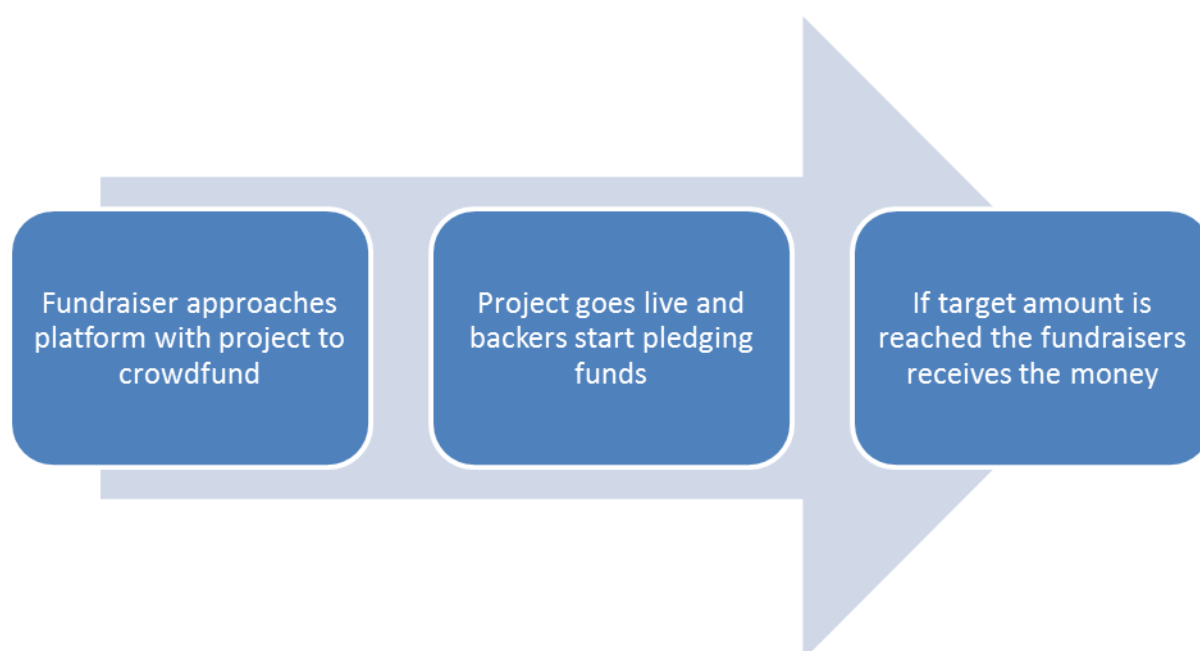 Fundraiser approaches
platform with project to
crowdfund
Project goes live and
backers start pledging
funds
If target amount is
reached the fundraisers
receives the money